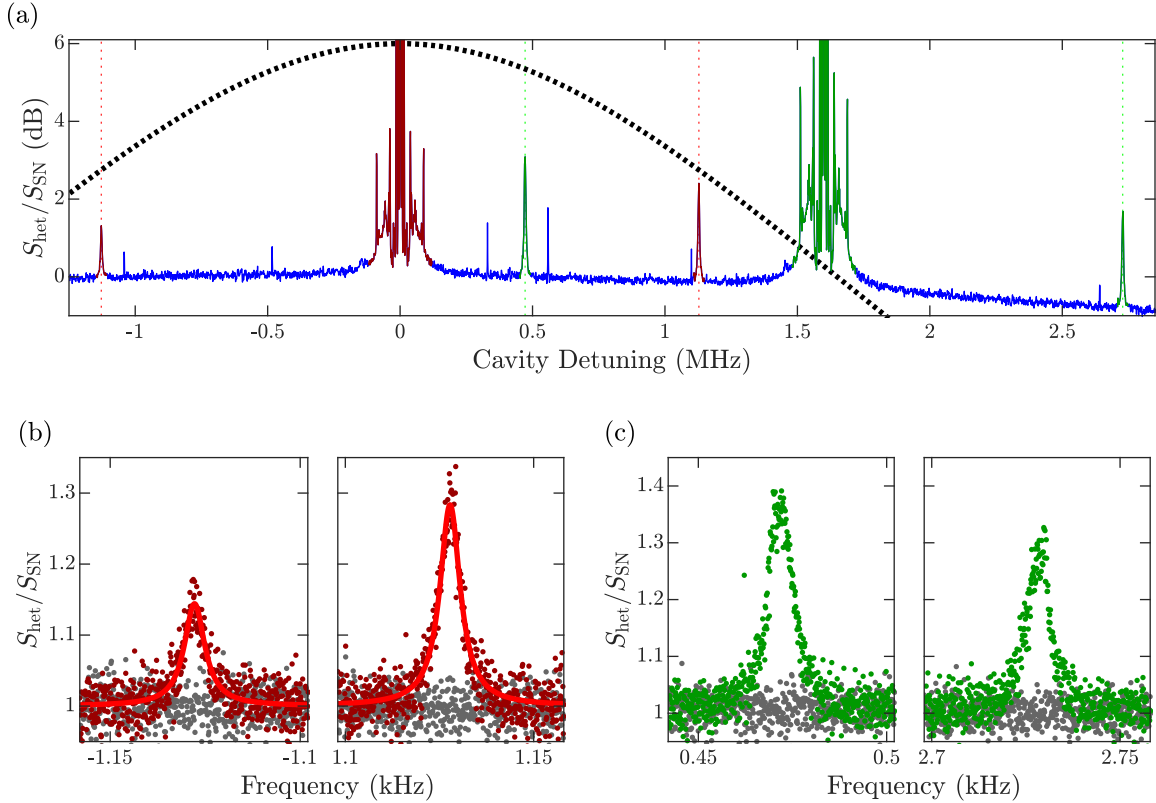 (a)
6
4
2
0
S_het/S_SN (dB)
-1 -0.5 0 0.5 1 1.5 2 2.5
Cavity Detuning (MHz)
(b)
(c)
1.3
1.2
1.1
1
S_het/S_SN
-1.15 -1.1 1.1 1.15
Frequency (kHz)
1.4
1.3
1.2
1.1
1
S_het/S_SN
0.45 0.5 2.7 2.75
Frequency (kHz)